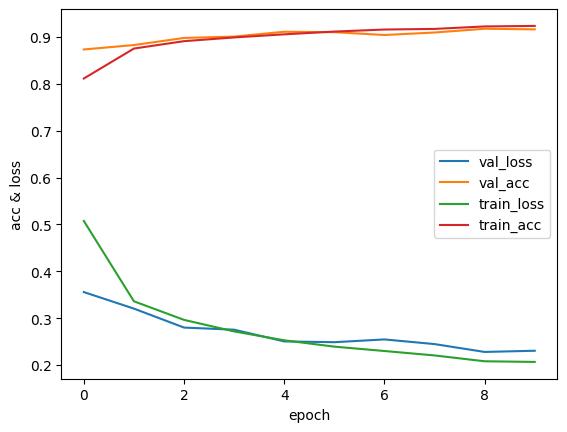 0.9
0.8
0.7
0.6
0.5
0.4
0.3
0.2
acc & loss
val_loss
val_acc
train_loss
train_acc
0 2 4 6 8
epoch